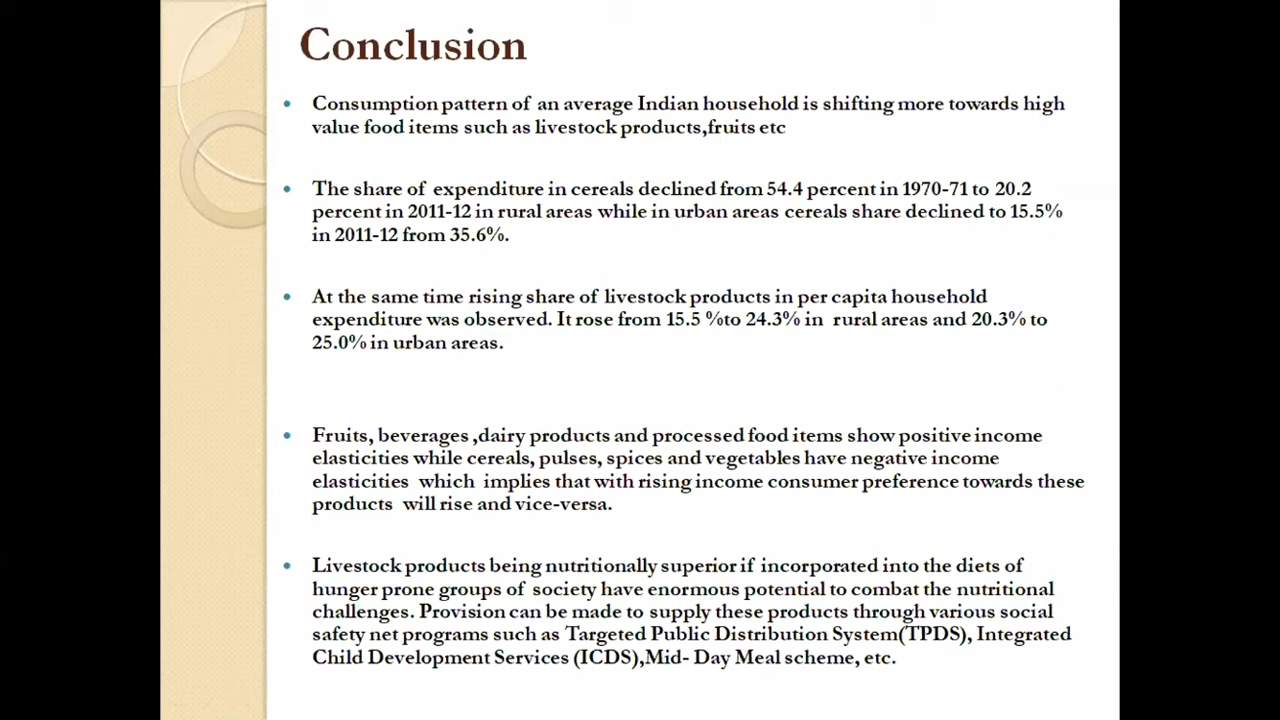 Conclusion
Consumption pattern of an average Indian household is shifting more towards high
value food items such as livestock products,fruits etc
The share of expenditure in cereals declined from 54.4 percent in 1970-71 to 20.2
percent in 2011-12 in rural areas while in urban areas cereals share declined to 15.5%
in 2011-12 from 35.6%.
At the same time rising share of livestock products in per capita household
expenditure was observed. It rose from 15.5 %to 24.3% in rural areas and 20.3% to
25.0% in urban areas.
Fruits, beverages ,dairy products and processed food items show positive income
elasticities while cereals, pulses, spices and vegetables have negative income
elasticities which implies that with rising income consumer preference towards these
products will rise and vice-versa.
Livestock products being nutritionally superior if incorporated into the diets of
hunger prone groups of society have enormous potential to combat the nutritional
challenges. Provision can be made to supply these products through various social
safety net programs such as Targeted Public Distribution System(TPDS), Integrated
Child Development Services (ICDS),Mid- Day Meal scheme, etc.